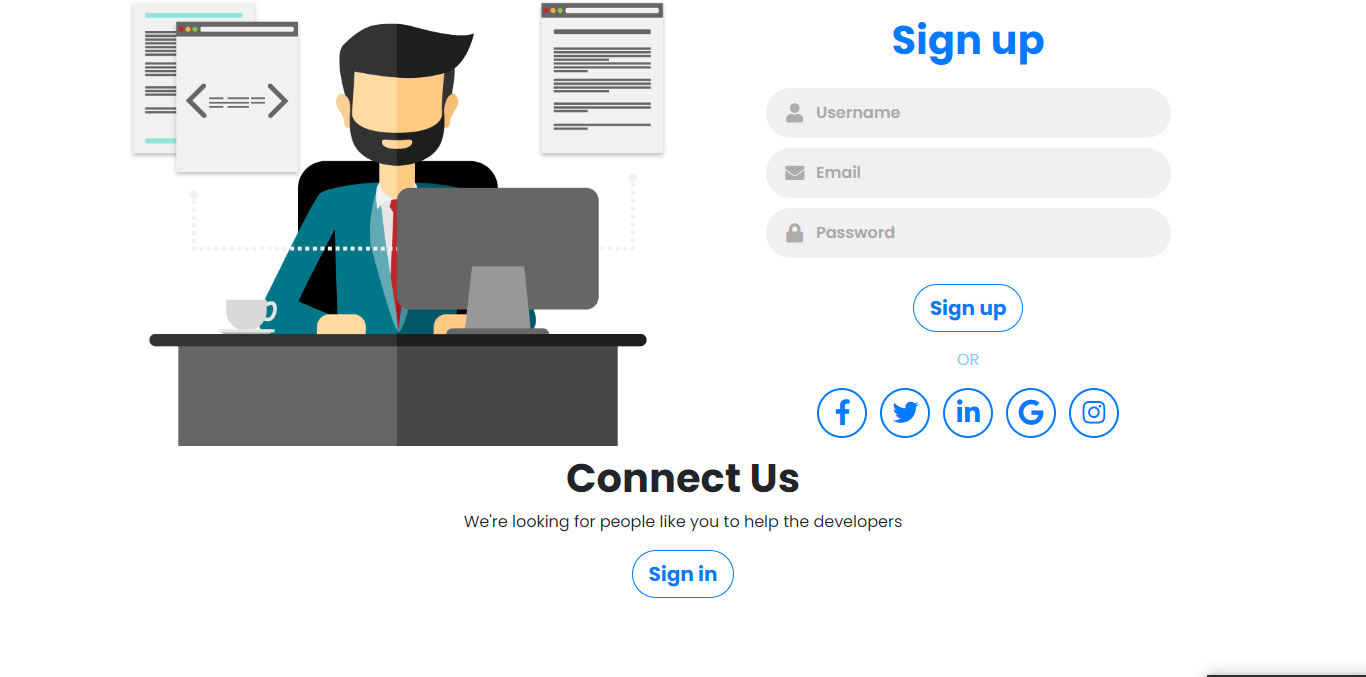 Sign up
Username
Email
Password
Sign up
OR
Connect Us
We're looking for people like you to help the developers
Sign in